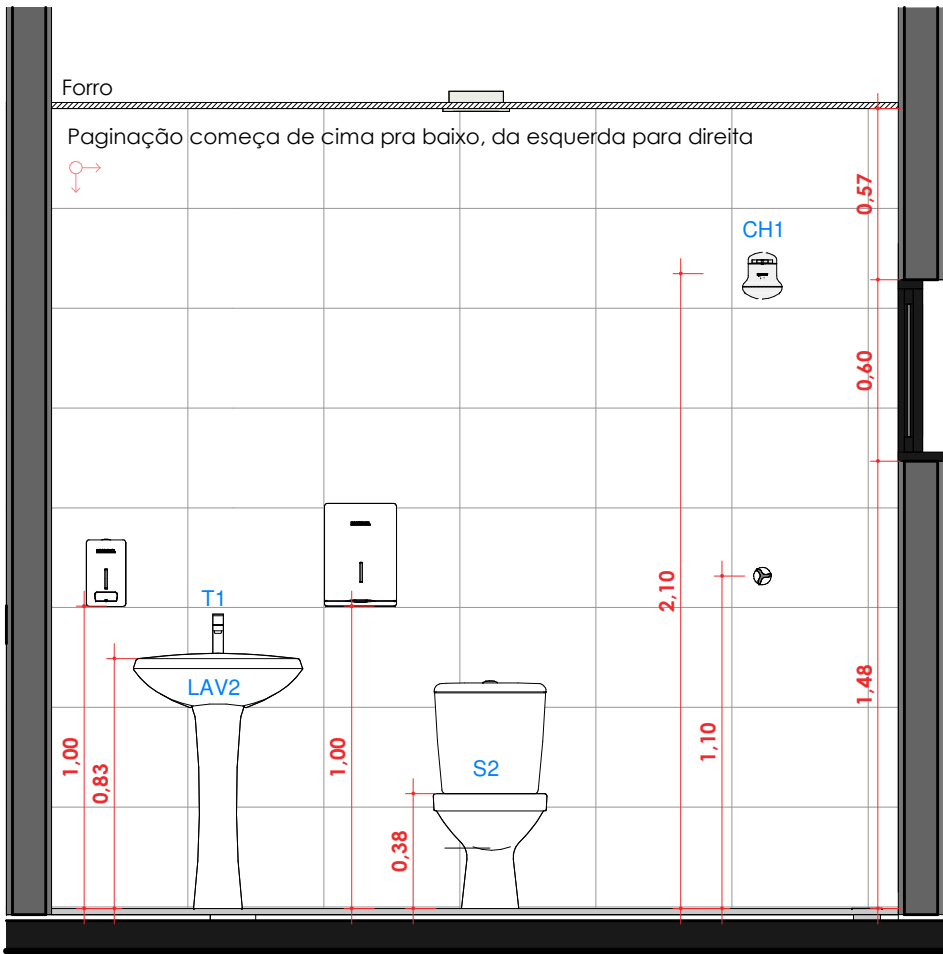 Forro
Paginação começa de cima pra baixo, da esquerda para direita
0,57
CH1
0,60
2,10
T1
LAV2
1,48
1,00
0,83
1,00
S2
1,10
0,38